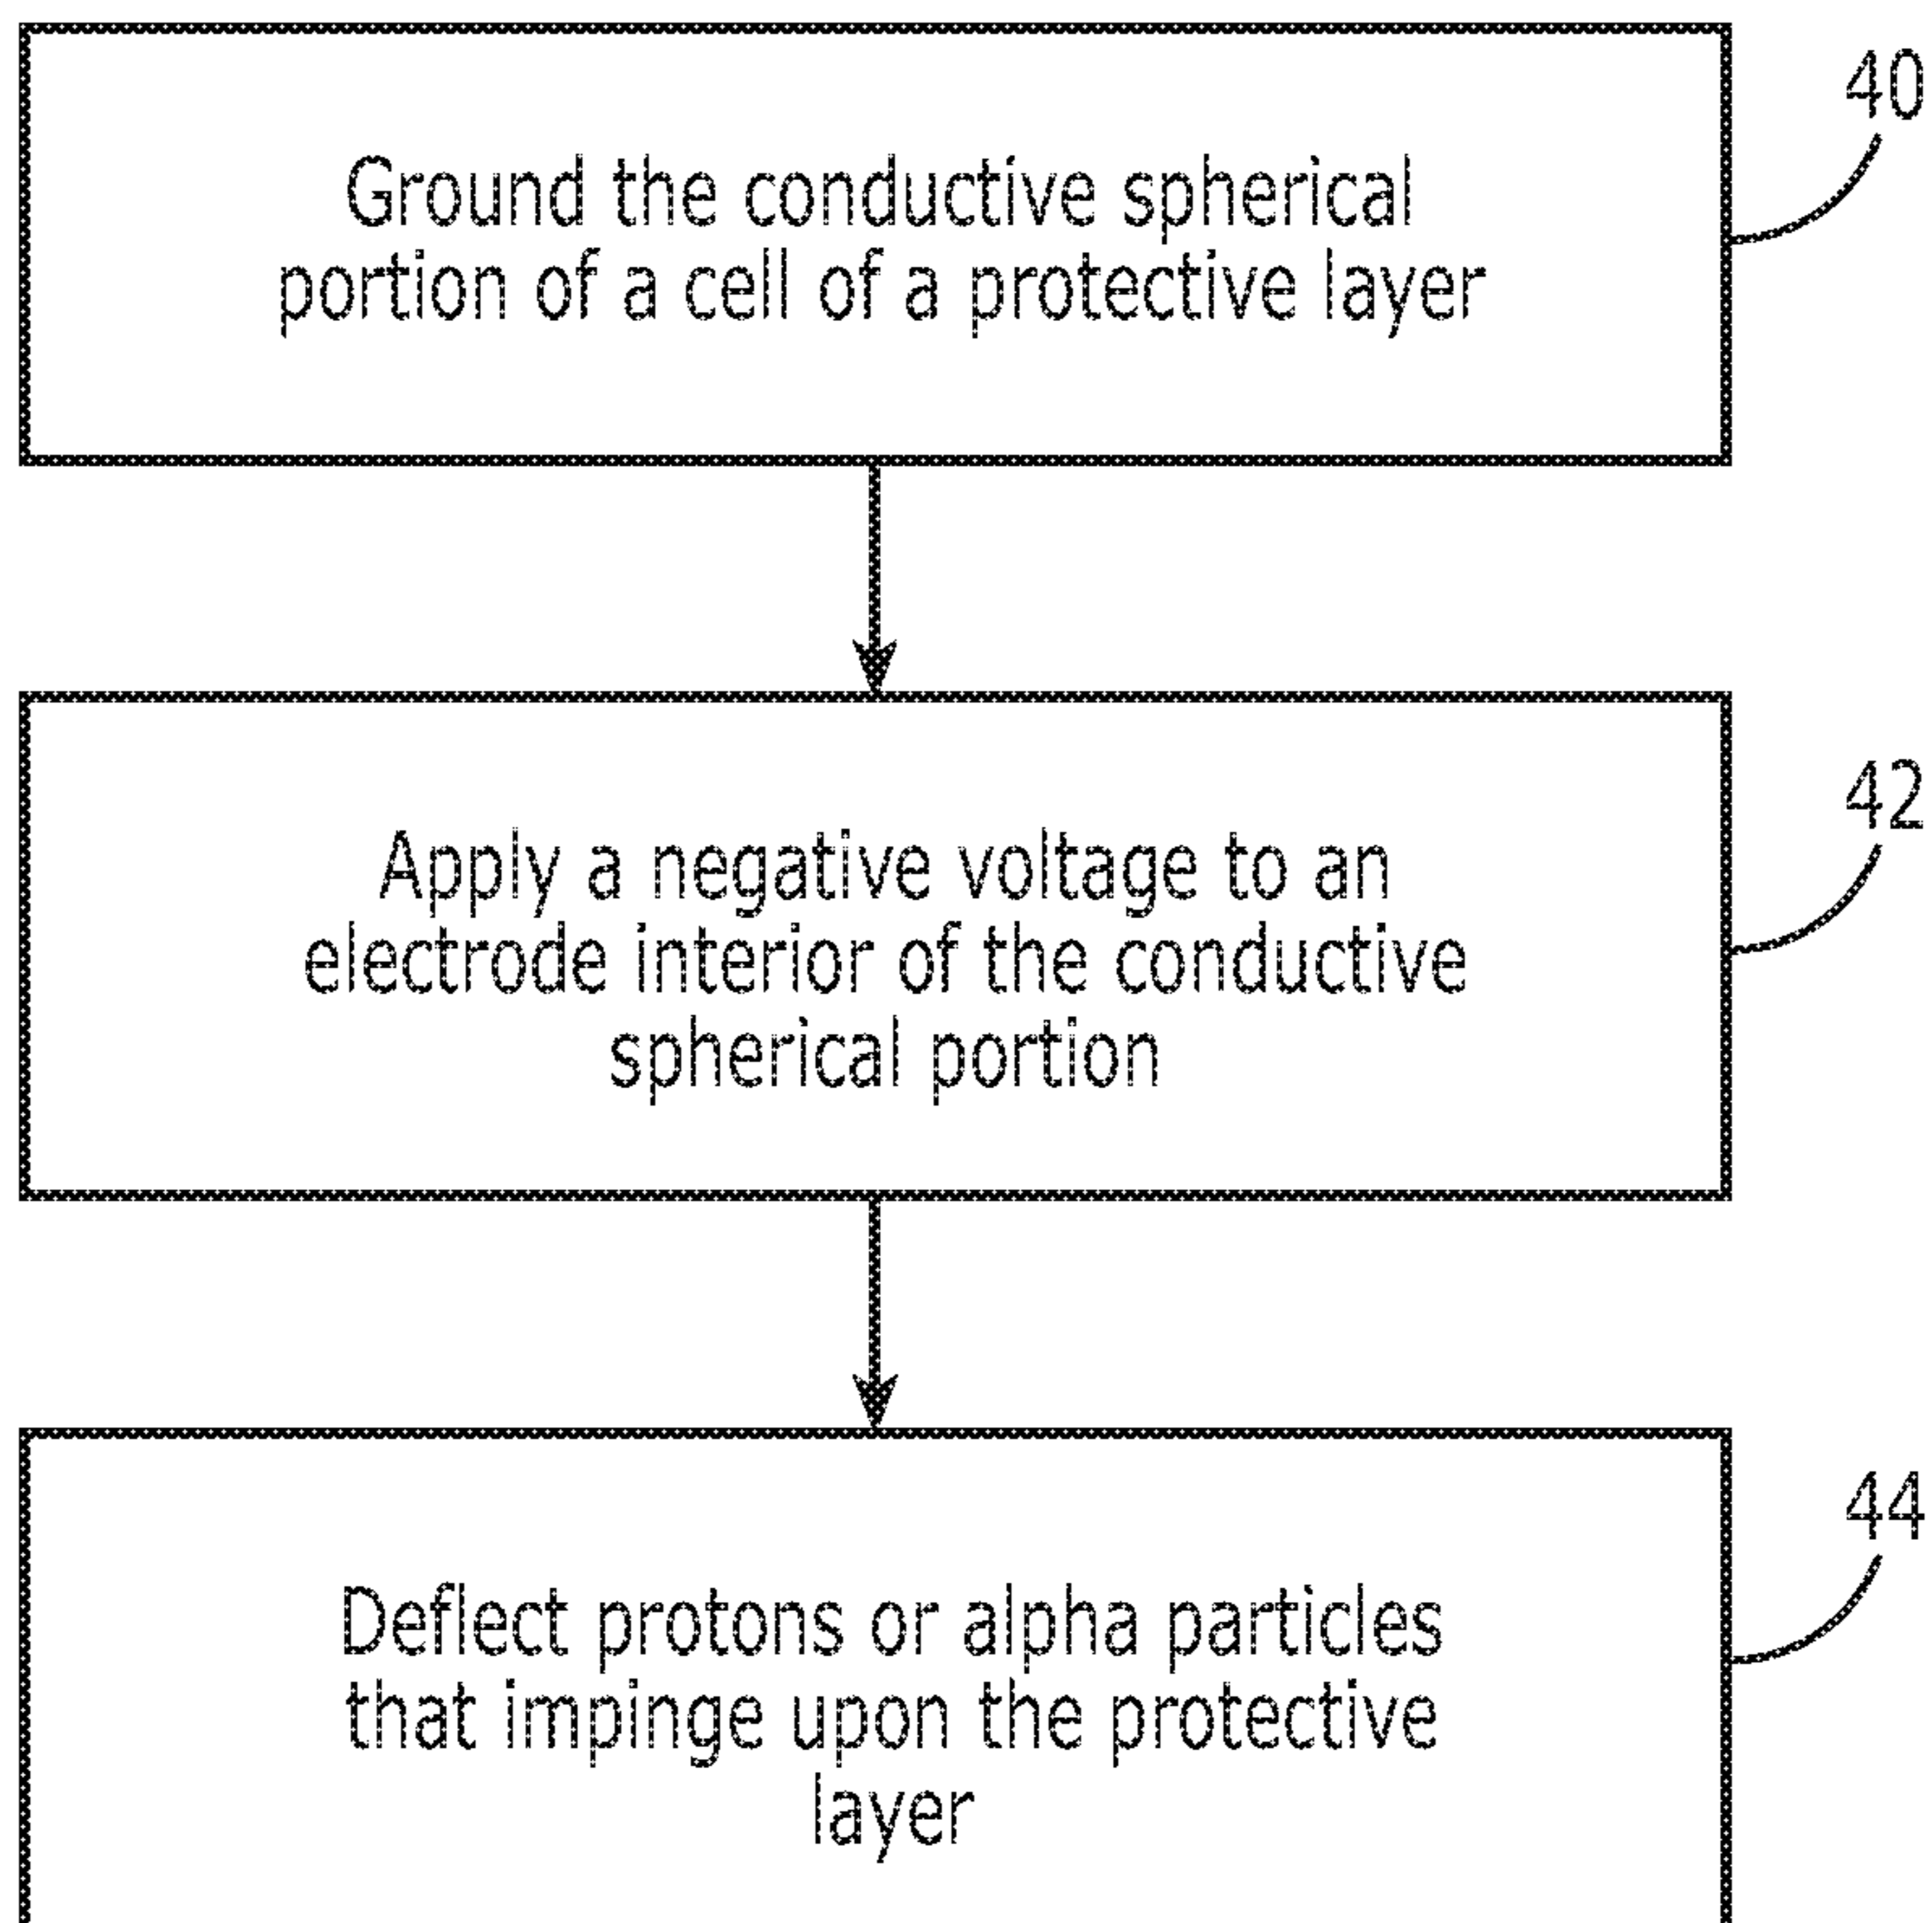 40
Ground the conductive spherical
portion of a cell of a protective layer
42
Apply a negative voltage to an
electrode interior of the conductive
spherical portion
44
Deflect protons or alpha particles
that impinge upon the protective
layer